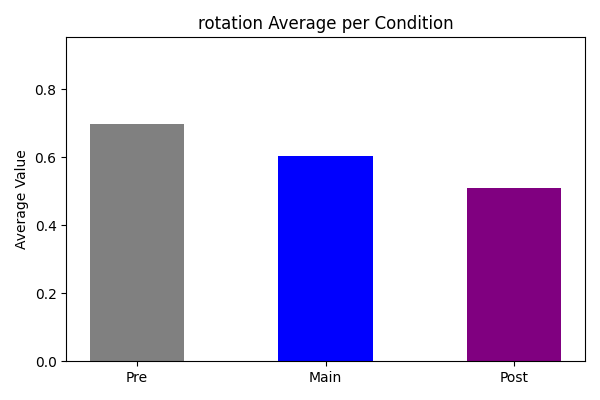 rotation Average per Condition
Average Value
0.8
0.6
0.4
0.2
0.0
Pre
Main
Post